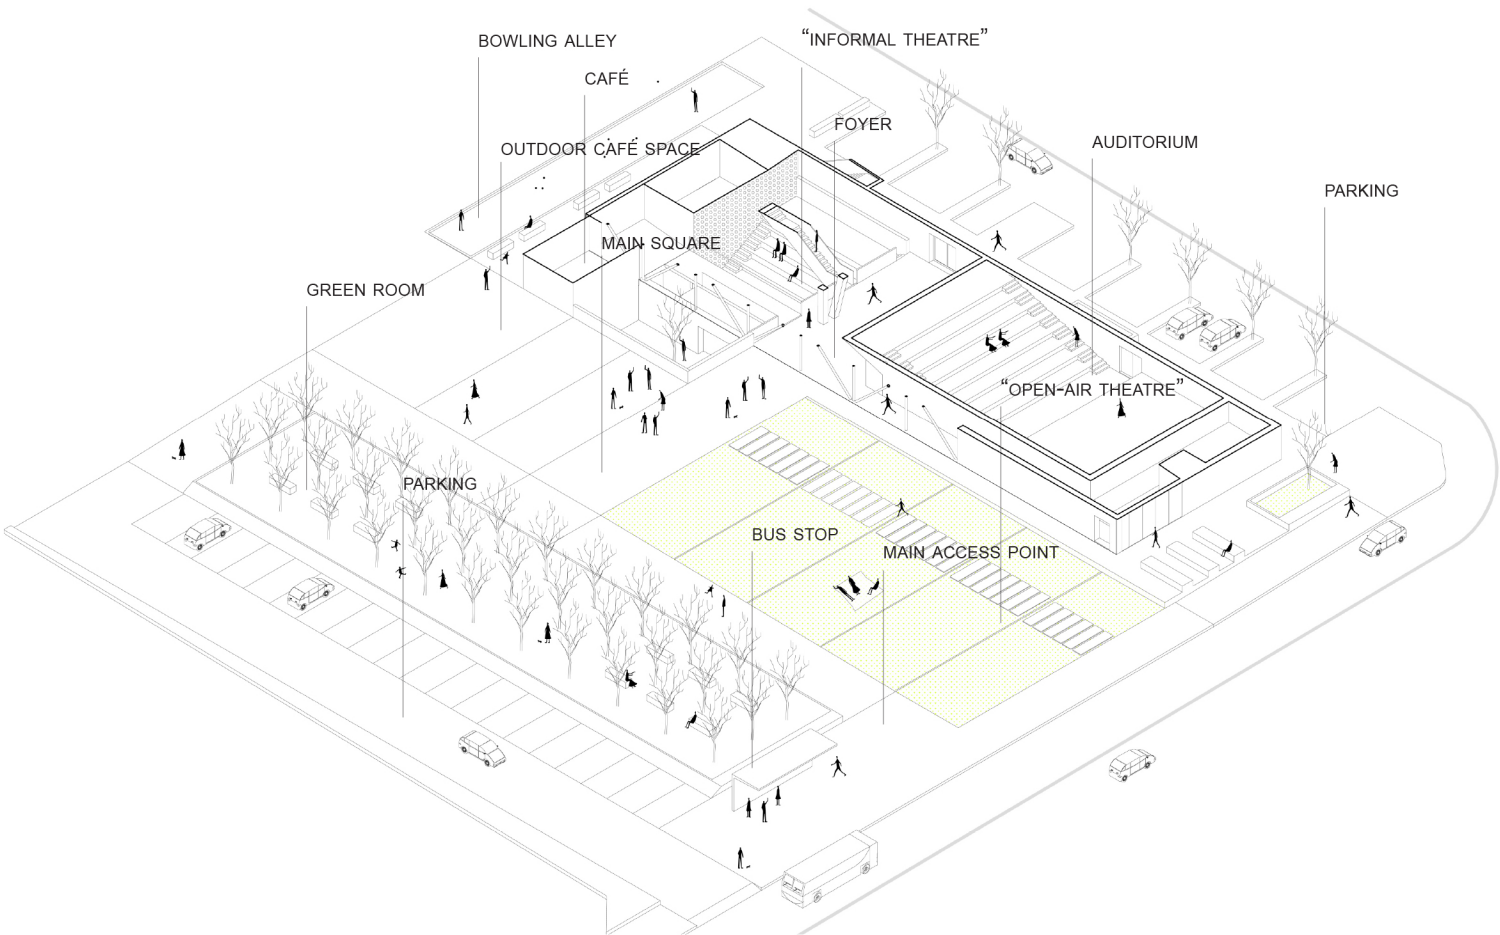 “INFORMAL THEATRE”
BOWLING ALLEY
CAFÉ
FOYER
AUDITORIUM
OUTDOOR CAFÉ SPACE
PARKING
MAIN SQUARE
GREEN ROOM
“OPEN-AIR THEATRE”
PARKING
BUS STOP
MAIN ACCESS POINT